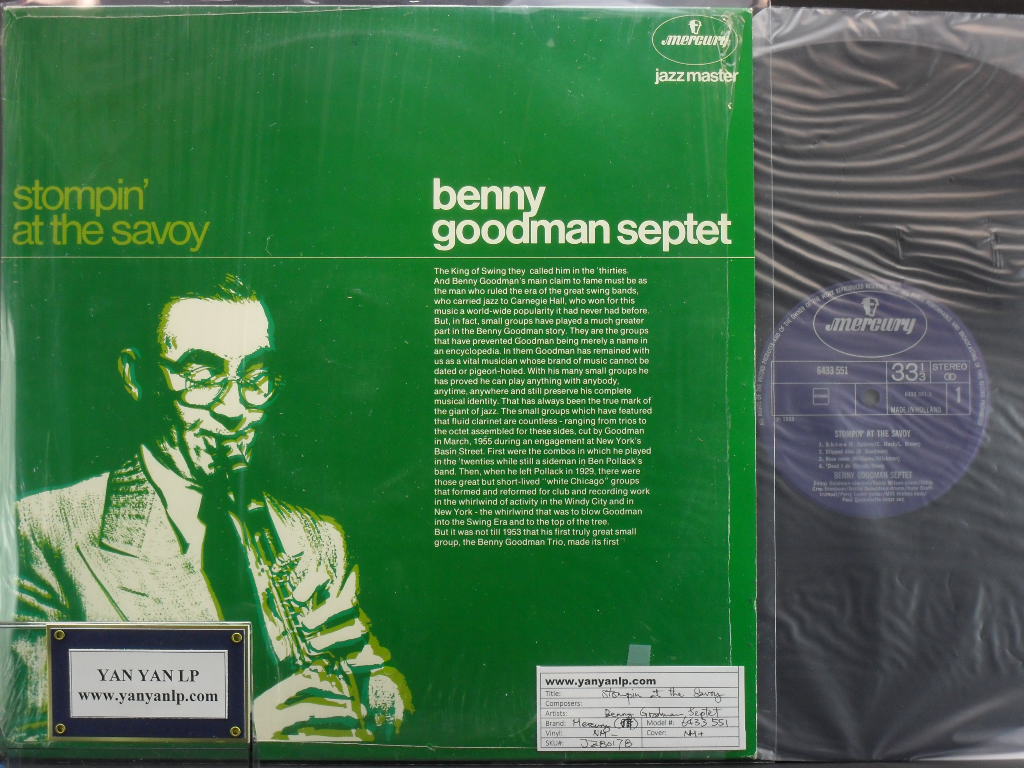 mercury
jazz master
stompin'
at the savoy
benny
goodman septet
The King of Swing they called him in the 'thirties.
And Benny Goodman's main claim to fame must be as
the man who ruled the era of the great swing bands,
who carried jazz to Carnegie Hall, who won for this
music a world-wide popularity it had never had before.
But, in fact, small groups have played a much greater
part in the Benny Goodman story. They are the groups
that have prevented Goodman being merely a name in
an encyclopedia. In them Goodman has remained with
us as a vital musician whose brand of music cannot be
dated or pigeon-holed. With his many small groups he
has proved he can play anything with anybody,
anytime, anywhere and still preserve his complete
musical identity. That has always been the true mark of
the giant of jazz. The small groups which have featured
that fluid clarinet are countless - ranging from trios to
the octet assembled for these sides, cut by Goodman
in March, 1955 during an engagement at New York's
Basin Street. First were the combos in which he played
in the 'twenties while still a sideman in Ben Pollack's
band. Then, when he left Pollack in 1929, there were
those great but short-lived "white Chicago" groups
that formed and reformed for club and recording work
in the whirlwind of activity in the Windy City and in
New York - the whirlwind that was to blow Goodman
into the Swing Era and to the top of the tree.
But it was not till 1953 that his first truly great small
group, the Benny Goodman Trio, made its first
YAN YAN LP
www.yanyanlp.com
www.yanyanlp.com
Title: Stompin at the Savoy
Composers:
Artists: Benny Goodman Septet
Brand: Mercury Model #: 6433 551
Vinyl: NM- Cover: NM+
SKU#: JZB0178
mercury
6433 551
33 1/3
STEREO
1
MADE IN HOLLAND
STOMPIN' AT THE SAVOY
BENNY GOODMAN SEPTET